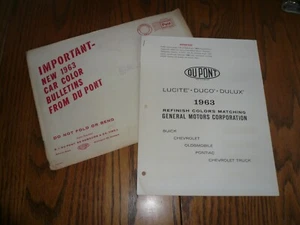 IMPORTANT-
NEW 1963
CAR COLOR
BULLETINS
FROM DU PONT
DO NOT FOLD OR BEND
DU PONT
LUCITE® - DUCO® - DULUX®
1963
REFINISH COLORS MATCHING
GENERAL MOTORS CORPORATION
BUICK
CHEVROLET
OLDSMOBILE
PONTIAC
CHEVROLET TRUCK